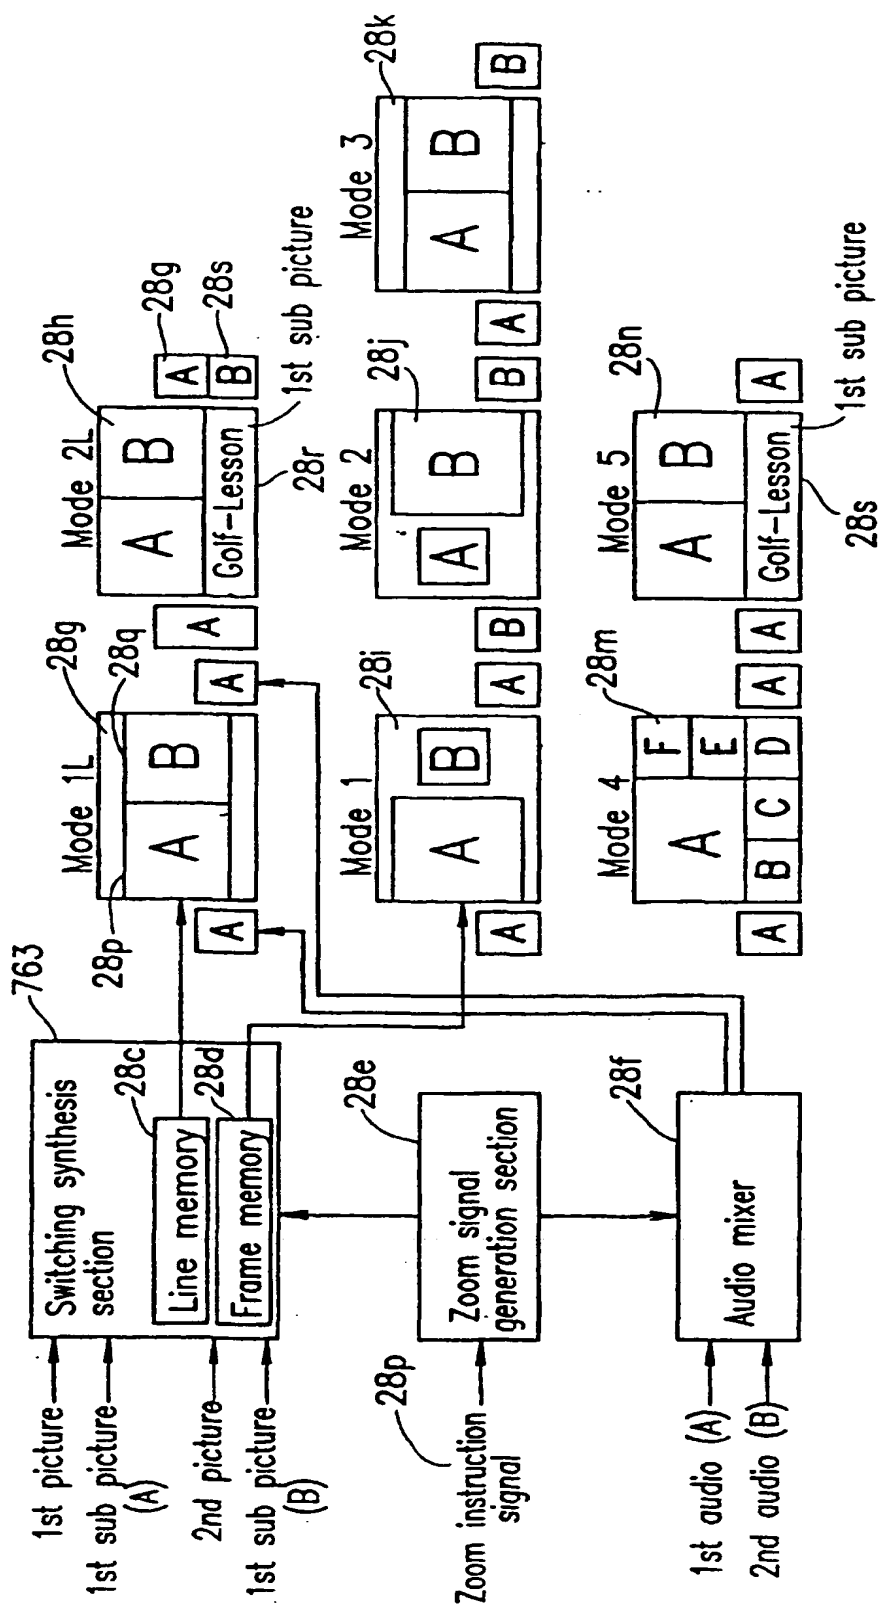 1st picture
1st sub picture
(A)
2nd picture
1st sub picture
(B)
Switching synthesis
section
Line memory
Frame memory
763
28c
28d
Zoom instruction
signal
28p
Zoom signal
generation section
28e
1st audio (A)
2nd audio (B)
Audio mixer
28f
Mode 1L
28p
28q
28g
A
B
A
A
Mode 2L
28h
A
B
Golf-Lesson
A
A
B
28g
28s
1st sub picture
28r
Mode 1
28i
A
B
A
A
B
Mode 2
28j
A
B
B
A
Mode 3
28k
A
B
B
Mode 4
28m
A
F
E
B
C
D
A
A
A
Mode 5
28n
A
B
Golf-Lesson
A
1st sub picture
28s